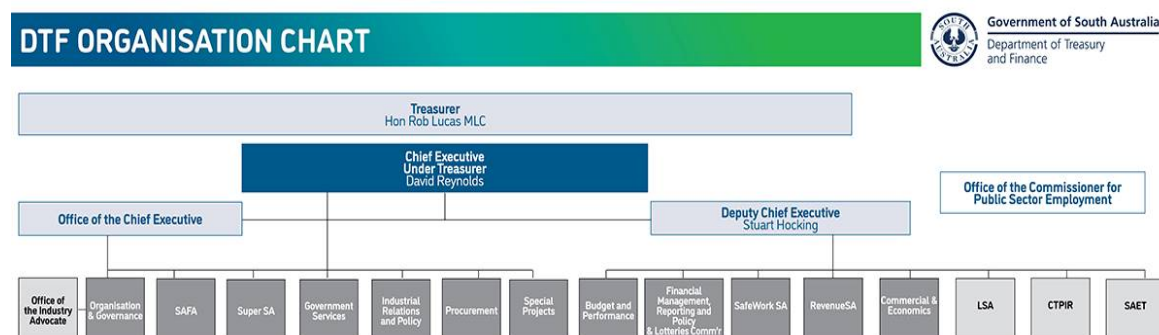 DTF ORGANISATION CHART
SOUTH AUSTRALIA
Government of South Australia
Department of Treasury
and Finance
Treasurer
Hon Rob Lucas MLC
Chief Executive
Under Treasurer
David Reynolds
Office of the Commissioner for
Public Sector Employment
Office of the Chief Executive
Deputy Chief Executive
Stuart Hocking
Office of
the Industry
Advocate
Organisation
& Governance
SAFA
Super SA
Government
Services
Industrial
Relations
and Policy
Procurement
Special
Projects
Budget and
Performance
Financial
Management,
Reporting and
Policy
& Lotteries Comm'r
SafeWork SA
RevenueSA
Commercial &
Economics
LSA
CTPIR
SAET